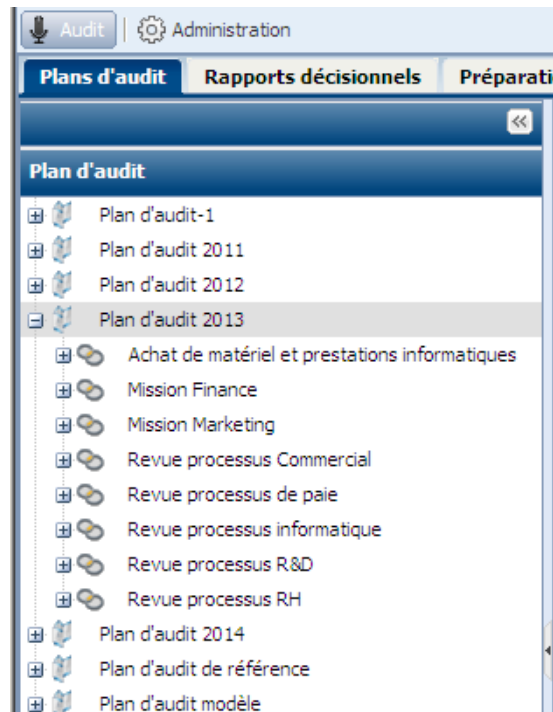 Audit Administration
Plans d'audit Rapports décisionnels Préparati
Plan d'audit
Plan d'audit-1
Plan d'audit 2011
Plan d'audit 2012
Plan d'audit 2013
Achat de matériel et prestations informatiques
Mission Finance
Mission Marketing
Revue processus Commercial
Revue processus de paie
Revue processus informatique
Revue processus R&D
Revue processus RH
Plan d'audit 2014
Plan d'audit de référence
Plan d'audit modèle